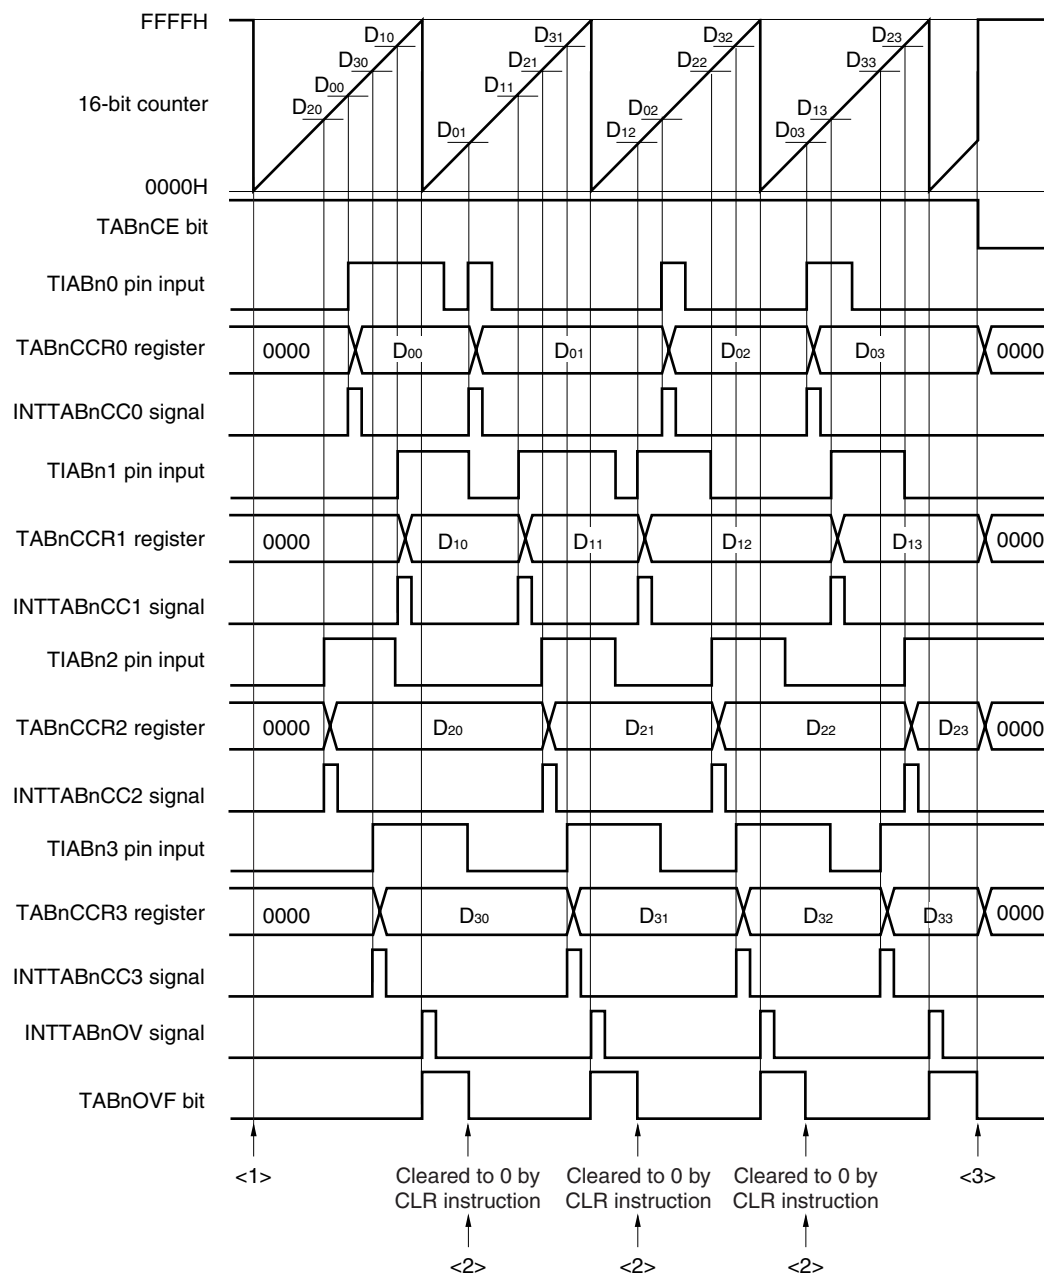 FFFFH
D10 D31 D32 D23
D30 D21 D22 D33
D00 D11
16-bit counter
D20 D02 D13
D01 D12 D03
0000H
TABnCE bit
TIABn0 pin input
TABnCCR0 register 0000 D00 D01 D02 D03 0000
INTTABnCC0 signal
TIABn1 pin input
TABnCCR1 register 0000 D10 D11 D12 D13 0000
INTTABnCC1 signal
TIABn2 pin input
TABnCCR2 register 0000 D20 D21 D22 D23 0000
INTTABnCC2 signal
TIABn3 pin input
TABnCCR3 register 0000 D30 D31 D32 D33 0000
INTTABnCC3 signal
INTTABnOV signal
TABnOVF bit
<1> Cleared to 0 by Cleared to 0 by Cleared to 0 by <3>
CLR instruction CLR instruction CLR instruction
<2> <2> <2>